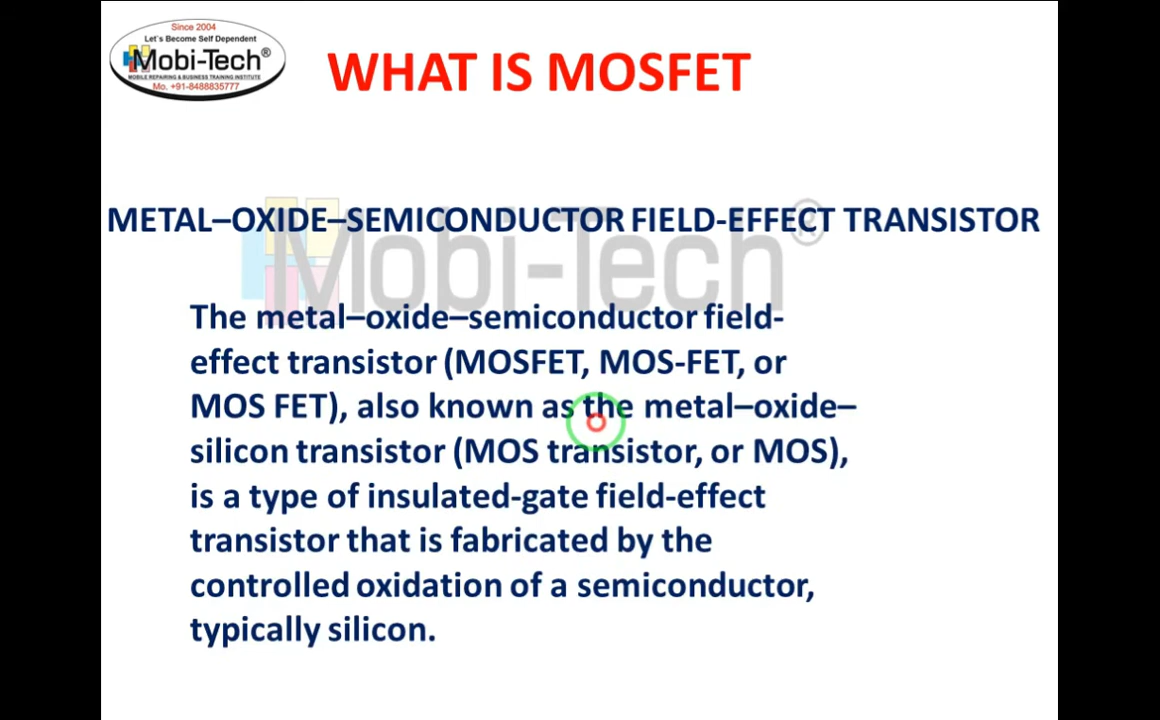 Since 2004
Let's Become Self Dependent
Mobi-Tech®
MOBILE REPAIRING & BUSINESS TRAINING INSTITUTE
Mo. +91-8488835777
WHAT IS MOSFET
Mobi-Tech®
METAL–OXIDE–SEMICONDUCTOR FIELD-EFFECT TRANSISTOR
The metal–oxide–semiconductor field-
effect transistor (MOSFET, MOS-FET, or
MOS FET), also known as the metal–oxide–
silicon transistor (MOS transistor, or MOS),
is a type of insulated-gate field-effect
transistor that is fabricated by the
controlled oxidation of a semiconductor,
typically silicon.